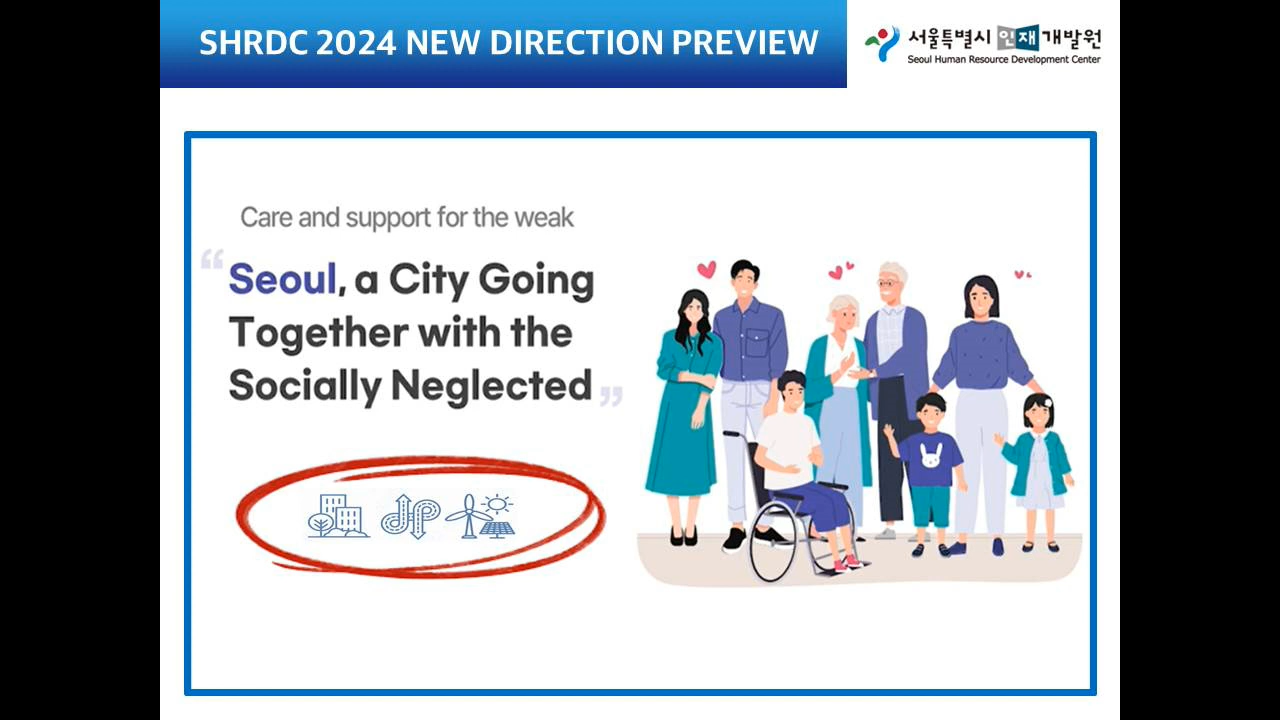 SHRDC 2024 NEW DIRECTION PREVIEW
서울특별시 인재개발원
Seoul Human Resource Development Center
Care and support for the weak
“Seoul, a City Going
Together with the
Socially Neglected”